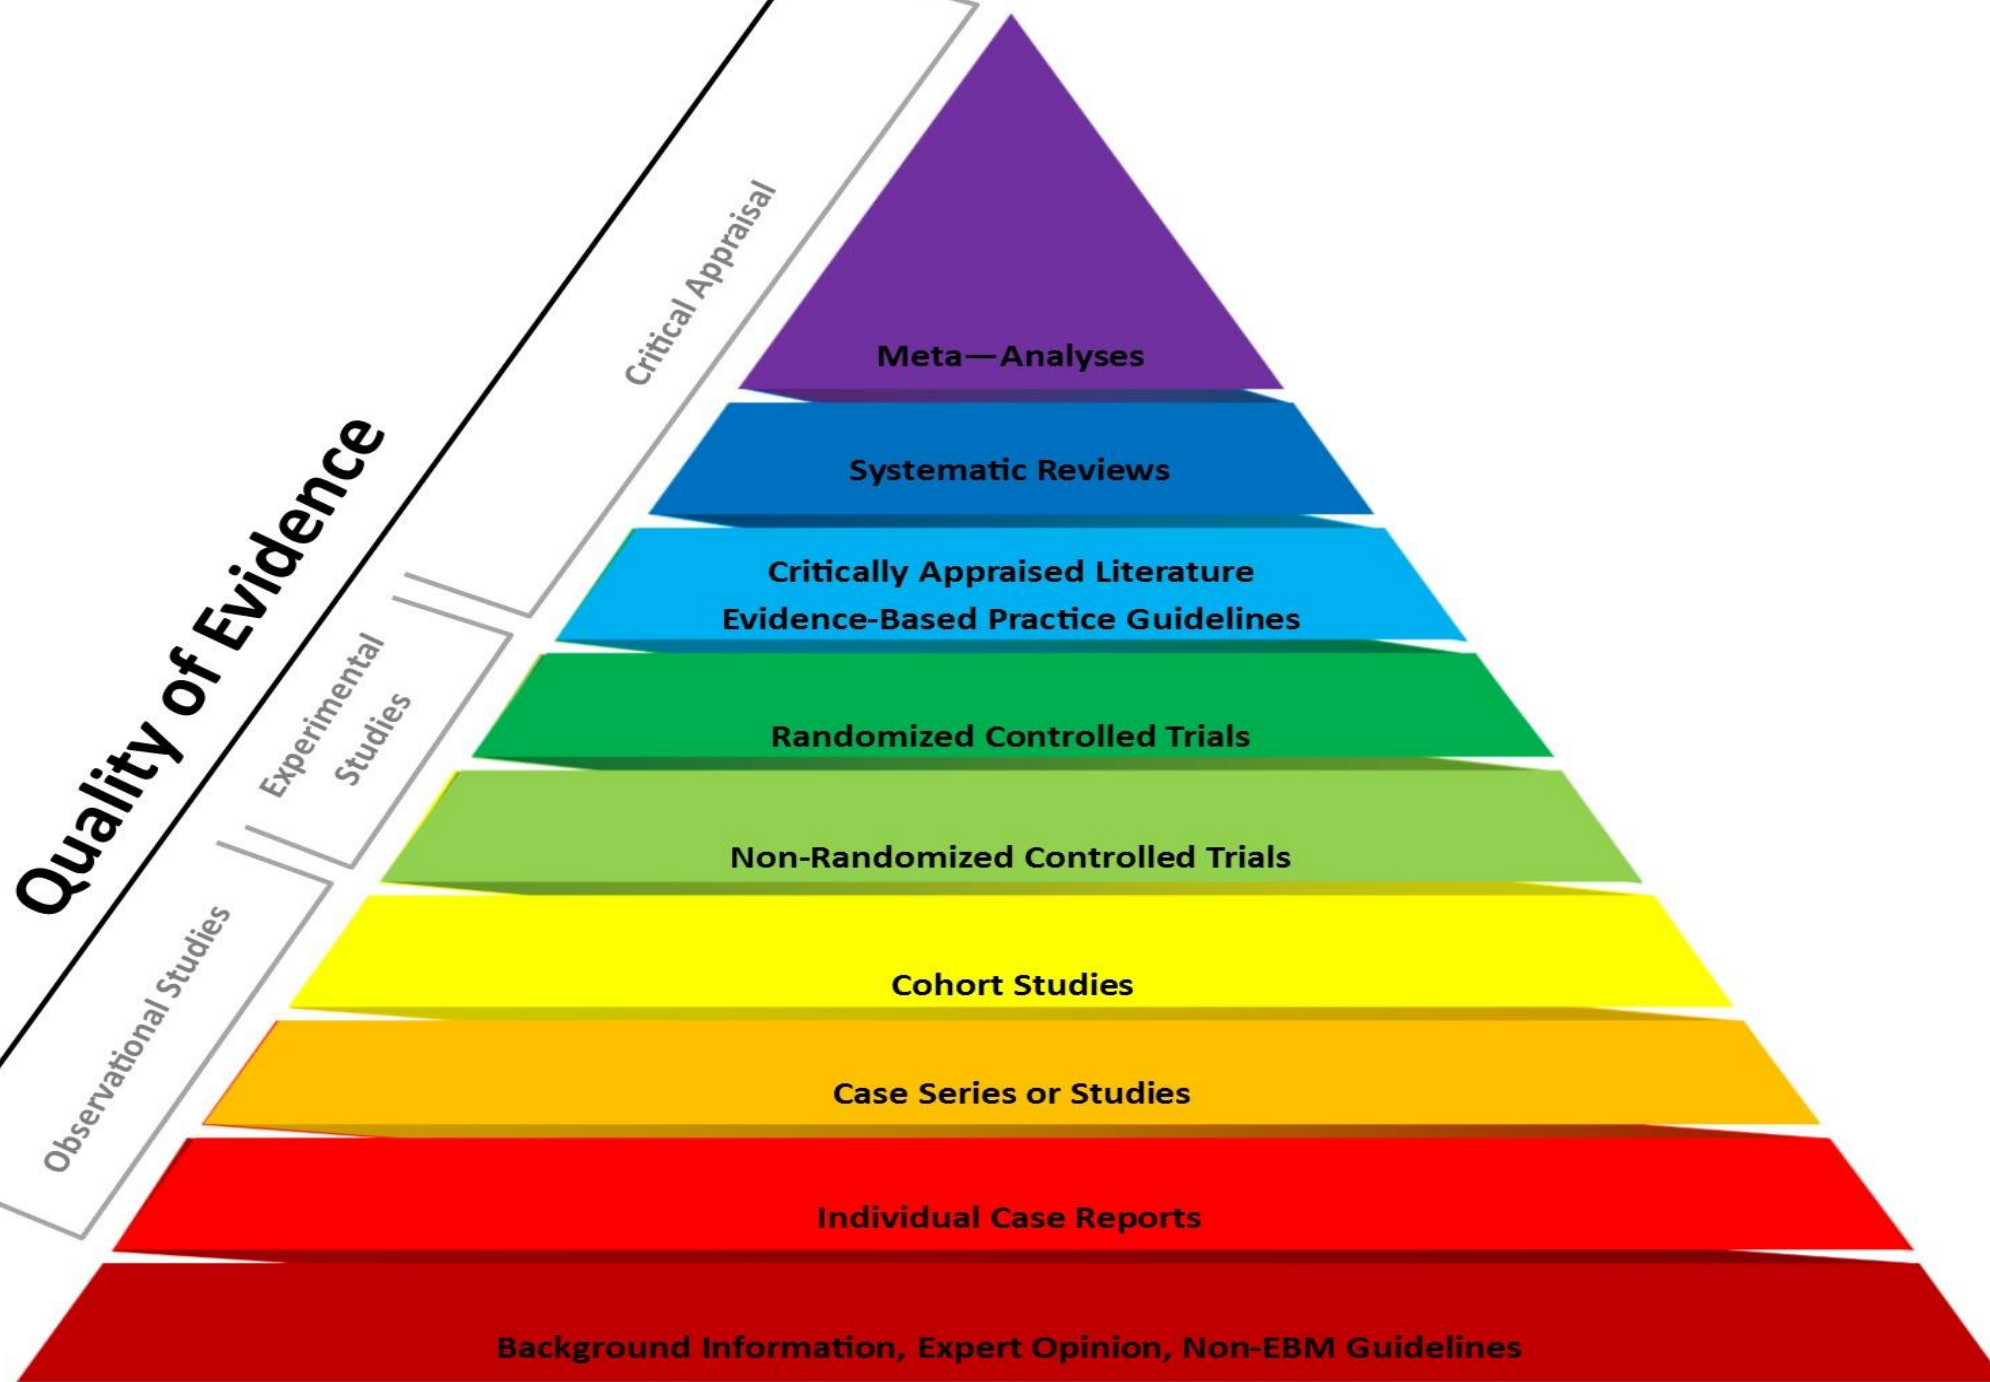 Quality of Evidence
Critical Appraisal
Experimental
Studies
Observational Studies
Meta—Analyses
Systematic Reviews
Critically Appraised Literature
Evidence-Based Practice Guidelines
Randomized Controlled Trials
Non-Randomized Controlled Trials
Cohort Studies
Case Series or Studies
Individual Case Reports
Background Information, Expert Opinion, Non-EBM Guidelines